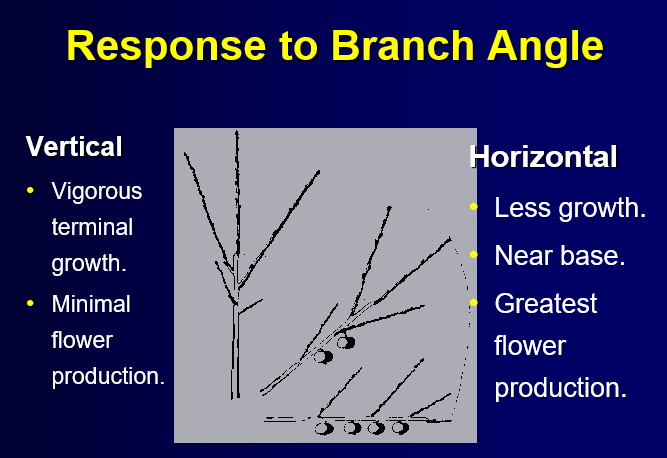 Response to Branch Angle
Vertical
• Vigorous
terminal
growth.
• Minimal
flower
production.
Horizontal
• Less growth.
• Near base.
• Greatest
flower
production.